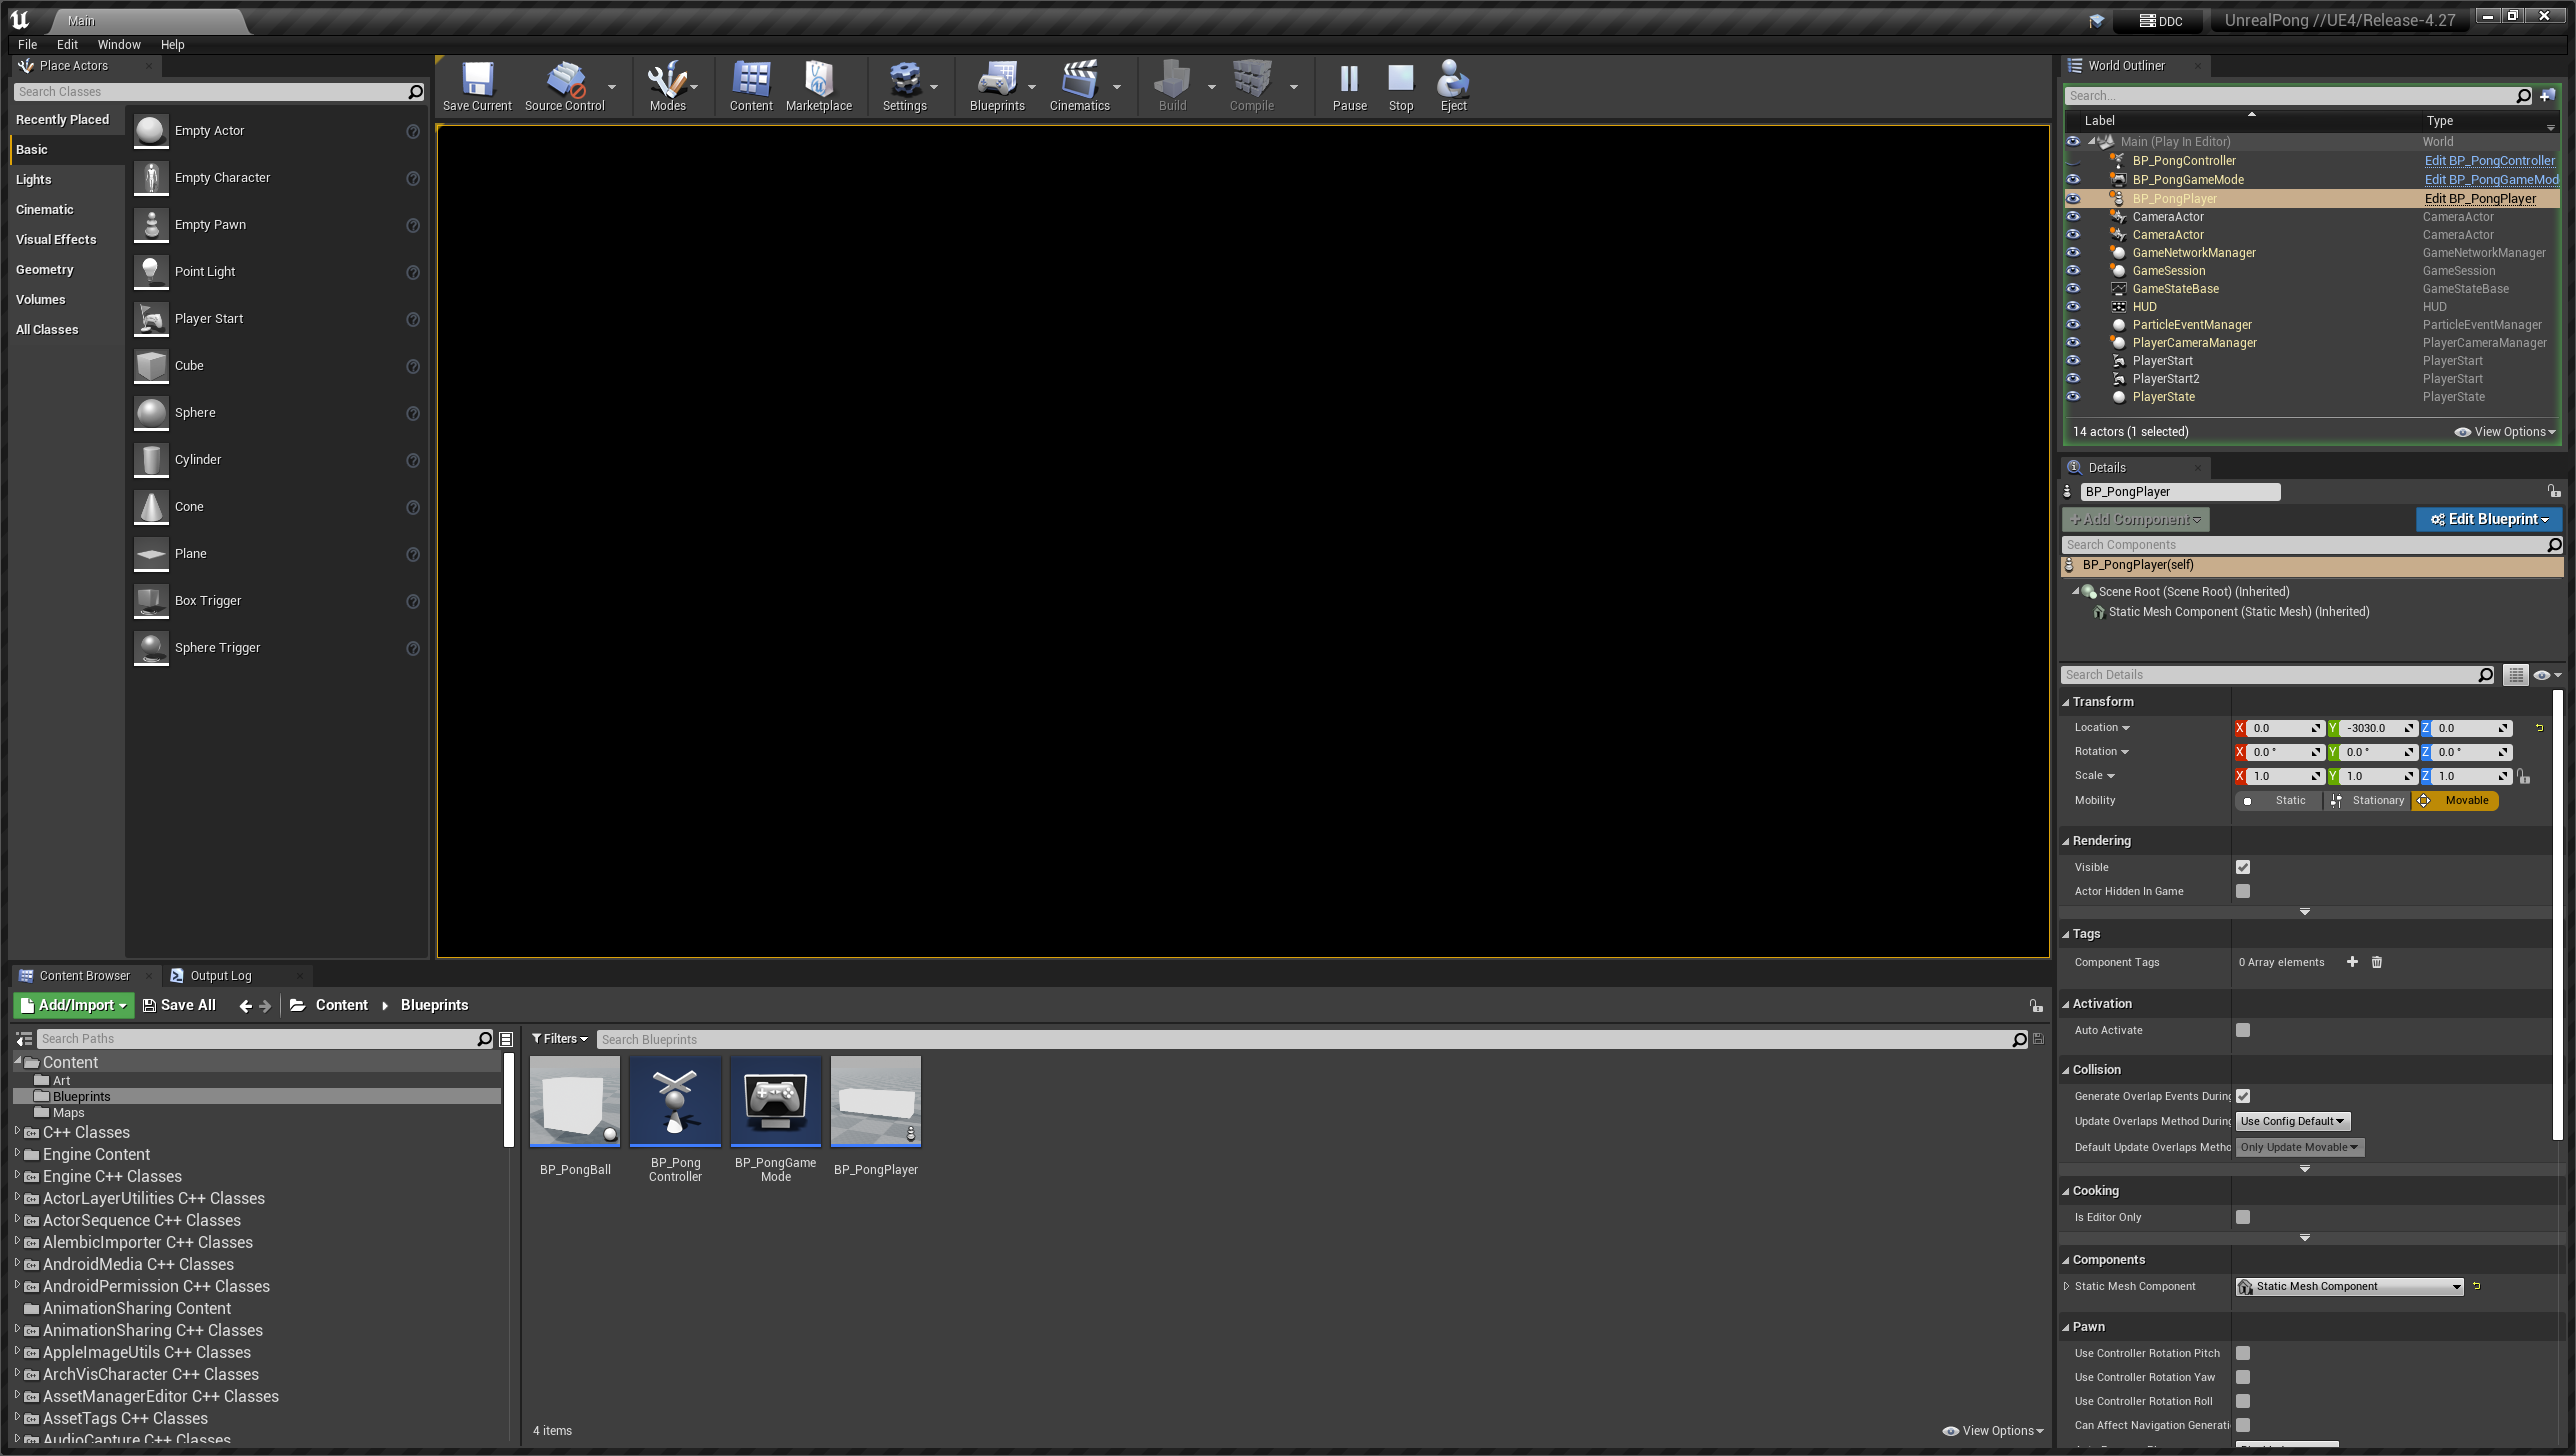 Main
DDC
UnrealPong //UE4/Release-4.27
File Edit Window Help
Place Actors
Search Classes
Recently Placed
Basic
Lights
Cinematic
Visual Effects
Geometry
Volumes
All Classes
Empty Actor
Empty Character
Empty Pawn
Point Light
Player Start
Cube
Sphere
Cylinder
Cone
Plane
Box Trigger
Sphere Trigger
Save Current
Source Control
Modes
Content
Marketplace
Settings
Blueprints
Cinematics
Build
Compile
Pause
Stop
Eject
World Outliner
Search...
Label Type
Main (Play In Editor) World
BP_PongController Edit BP_PongController
BP_PongGameMode Edit BP_PongGameMod
BP_PongPlayer Edit BP_PongPlayer
CameraActor CameraActor
CameraActor CameraActor
GameNetworkManager GameNetworkManager
GameSession GameSession
GameStateBase GameStateBase
HUD HUD
ParticleEventManager ParticleEventManager
PlayerCameraManager PlayerCameraManager
PlayerStart PlayerStart
PlayerStart2 PlayerStart
PlayerState PlayerState
14 actors (1 selected) View Options
Details
BP_PongPlayer
+Add Component Edit Blueprint
Search Components
BP_PongPlayer(self)
Scene Root (Scene Root) (Inherited)
Static Mesh Component (Static Mesh) (Inherited)
Search Details
Transform
Location X 0.0 Y -3030.0 Z 0.0
Rotation X 0.0 ° Y 0.0 ° Z 0.0 °
Scale X 1.0 Y 1.0 Z 1.0
Mobility Static Stationary Movable
Rendering
Visible
Actor Hidden In Game
Tags
Component Tags 0 Array elements
Activation
Auto Activate
Collision
Generate Overlap Events During
Update Overlaps Method During Use Config Default
Default Update Overlaps Metho Only Update Movable
Cooking
Is Editor Only
Components
Static Mesh Component Static Mesh Component
Pawn
Use Controller Rotation Pitch
Use Controller Rotation Yaw
Use Controller Rotation Roll
Can Affect Navigation Generati
Content Browser Output Log
Add/Import Save All Content Blueprints
Search Paths
Content
Art
Blueprints
Maps
C++ Classes
Engine Content
Engine C++ Classes
ActorLayerUtilities C++ Classes
ActorSequence C++ Classes
AlembicImporter C++ Classes
AndroidMedia C++ Classes
AndroidPermission C++ Classes
AnimationSharing Content
AnimationSharing C++ Classes
AppleImageUtils C++ Classes
ArchVisCharacter C++ Classes
AssetManagerEditor C++ Classes
AssetTags C++ Classes
AudioCapture C++ Classes
Filters Search Blueprints
BP_PongBall
BP_Pong
Controller
BP_PongGame
Mode
BP_PongPlayer
4 items View Options